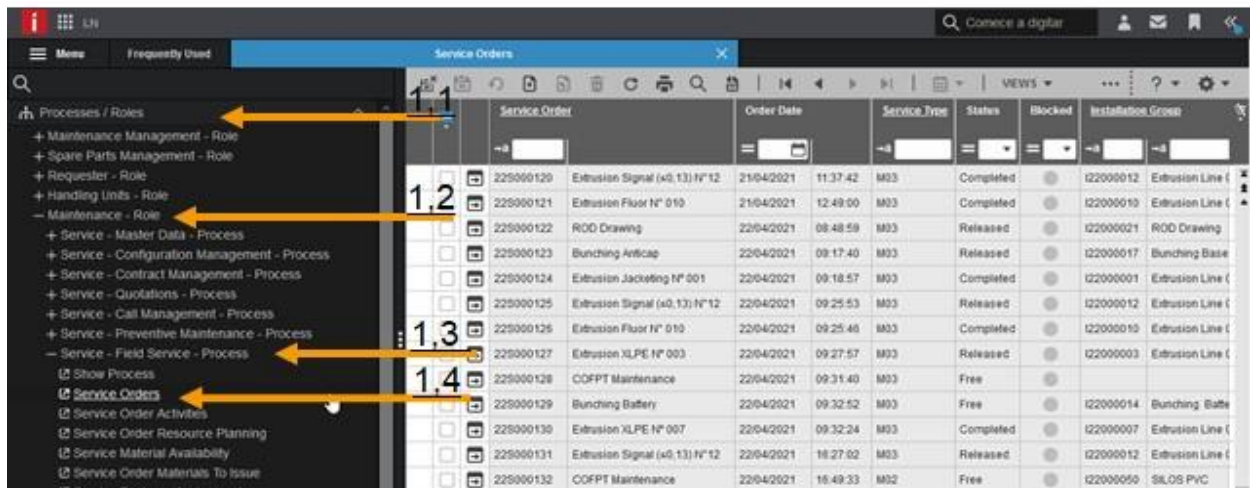 LN
Comece a digitar
Menu
Frequently Used
Service Orders
VIEWS
?
Processes / Roles
+ Maintenance Management - Role
+ Spare Parts Management - Role
+ Requester - Role
+ Handling Units - Role
— Maintenance - Role
+ Service - Master Data - Process
+ Service - Configuration Management - Process
+ Service - Contract Management - Process
+ Service - Quotations - Process
+ Service - Call Management - Process
+ Service - Preventive Maintenance - Process
— Service - Field Service - Process
Show Process
Service Orders
Service Order Activities
Service Order Resource Planning
Service Material Availability
Service Order Materials To Issue
1,1
1,2
1,3
1,4
Service Order Order Date Service Type Status Blocked Installation Group
22S000120 Extrusion Signal (≤0,13) N°12 21/04/2021 11:37:42 M03 Completed I22000012 Extrusion Line
22S000121 Extrusion Fluor N° 010 21/04/2021 12:49:00 M03 Completed I22000010 Extrusion Line
22S000122 ROD Drawing 22/04/2021 08:48:59 M03 Released I22000021 ROD Drawing
22S000123 Bunching Anticap 22/04/2021 09:17:40 M03 Released I22000017 Bunching Base
22S000124 Extrusion Jacketing N° 001 22/04/2021 09:18:57 M03 Completed I22000001 Extrusion Line
22S000125 Extrusion Signal (≤0,13) N°12 22/04/2021 09:25:53 M03 Released I22000012 Extrusion Line
22S000126 Extrusion Fluor N° 010 22/04/2021 09:25:46 M03 Completed I22000010 Extrusion Line
22S000127 Extrusion XLPE N° 003 22/04/2021 09:27:57 M03 Released I22000003 Extrusion Line
22S000128 COFPT Maintenance 22/04/2021 09:31:40 M03 Free
22S000129 Bunching Battery 22/04/2021 09:32:52 M03 Free I22000014 Bunching Batte
22S000130 Extrusion XLPE N° 007 22/04/2021 09:32:24 M03 Completed I22000007 Extrusion Line
22S000131 Extrusion Signal (≤0,13) N°12 22/04/2021 16:27:02 M03 Released I22000012 Extrusion Line
22S000132 COFPT Maintenance 22/04/2021 16:49:33 M02 Free I22000050 SILOS PVC